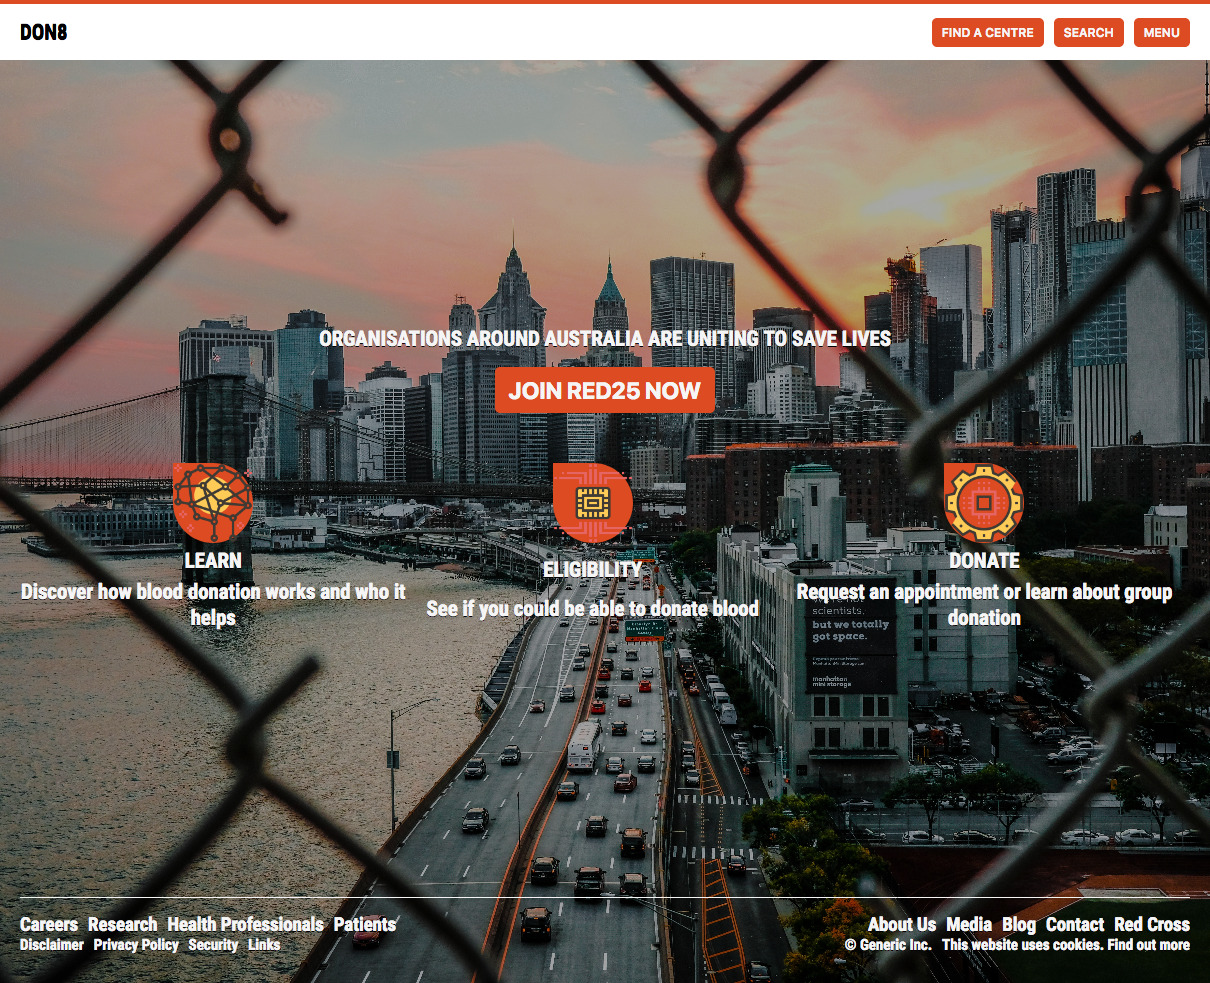 DON8
FIND A CENTRE SEARCH MENU
ORGANISATIONS AROUND AUSTRALIA ARE UNITING TO SAVE LIVES
JOIN RED25 NOW
LEARN
Discover how blood donation works and who it
helps
ELIGIBILITY
See if you could be able to donate blood
DONATE
Request an appointment or learn about group
donation
scientists,
but we totally
got space.
manhattan
mini storage
Careers Research Health Professionals Patients
Disclaimer Privacy Policy Security Links
About Us Media Blog Contact Red Cross
© Generic Inc. This website uses cookies. Find out more